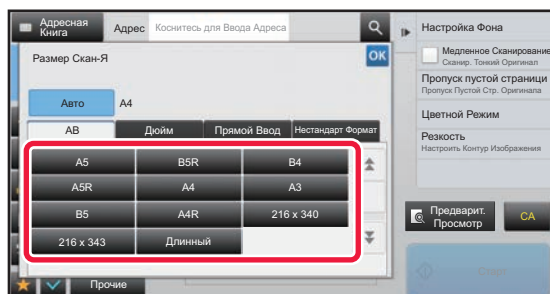 Адресная
Книга
Адрес
Коснитесь для Ввода Адреса
Размер Скан-Я
OK
Авто
A4
AB
Дюйм
Прямой Ввод
Нестандарт Формат
A5
B5R
B4
A5R
A4
A3
B5
A4R
216 x 340
216 x 343
Длинный
Прочие
Настройка Фона
Медленное Сканирование
Сканир. Тонкий Оригинал
Пропуск пустой страници
Пропуск Пустой Стр. Оригинала
Цветной Режим
Резкость
Настроить Контур Изображения
Предварит.
Просмотр
CA
Старт